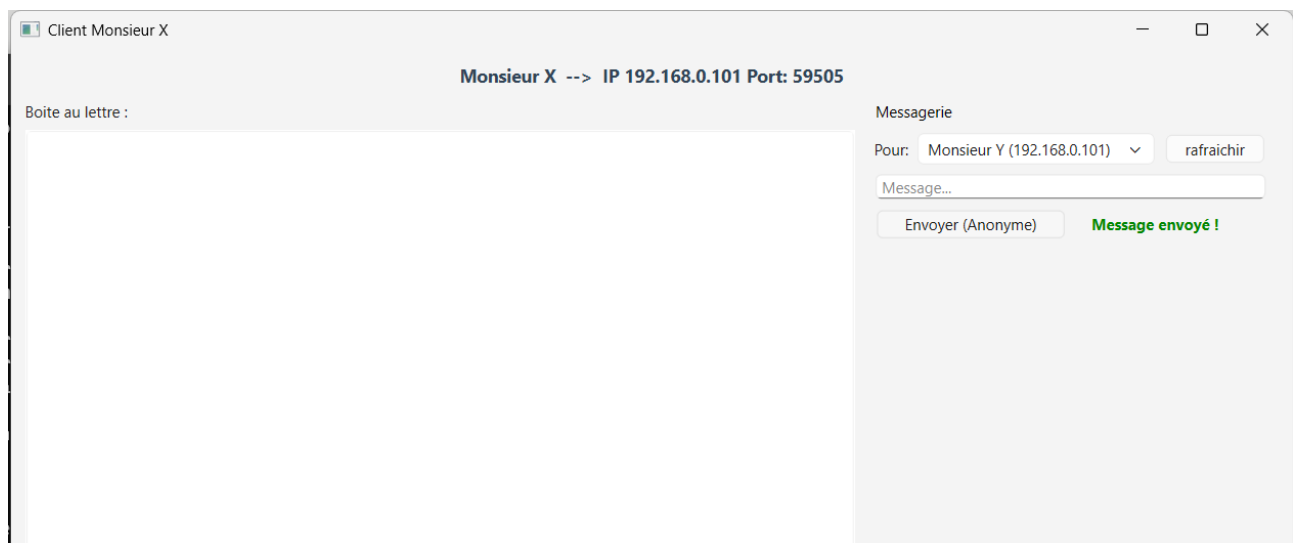 Client Monsieur X
Monsieur X --> IP 192.168.0.101 Port: 59505
Boite au lettre :
Messagerie
Pour: Monsieur Y (192.168.0.101) rafraichir
Message...
Envoyer (Anonyme) Message envoyé !